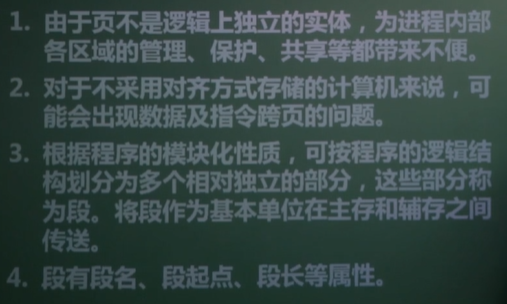 1. 由于页不是逻辑上独立的实体，为进程内部
各区域的管理、保护、共享等都带来不便。
2. 对于不采用对齐方式存储的计算机来说，可
能会出现数据及指令跨页的问题。
3. 根据程序的模块化性质，可按程序的逻辑结
构划分为多个相对独立的部分，这些部分称
为段。将段作为基本单位在主存和辅存之间
传送。
4. 段有段名、段起点、段长等属性。